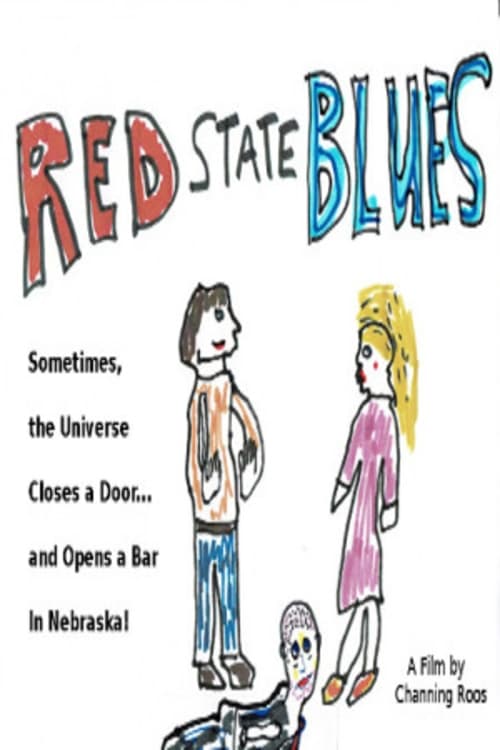 RED STATE BLUES
Sometimes,
the Universe
Closes a Door...
and Opens a Bar
In Nebraska!
A Film by
Channing Roos